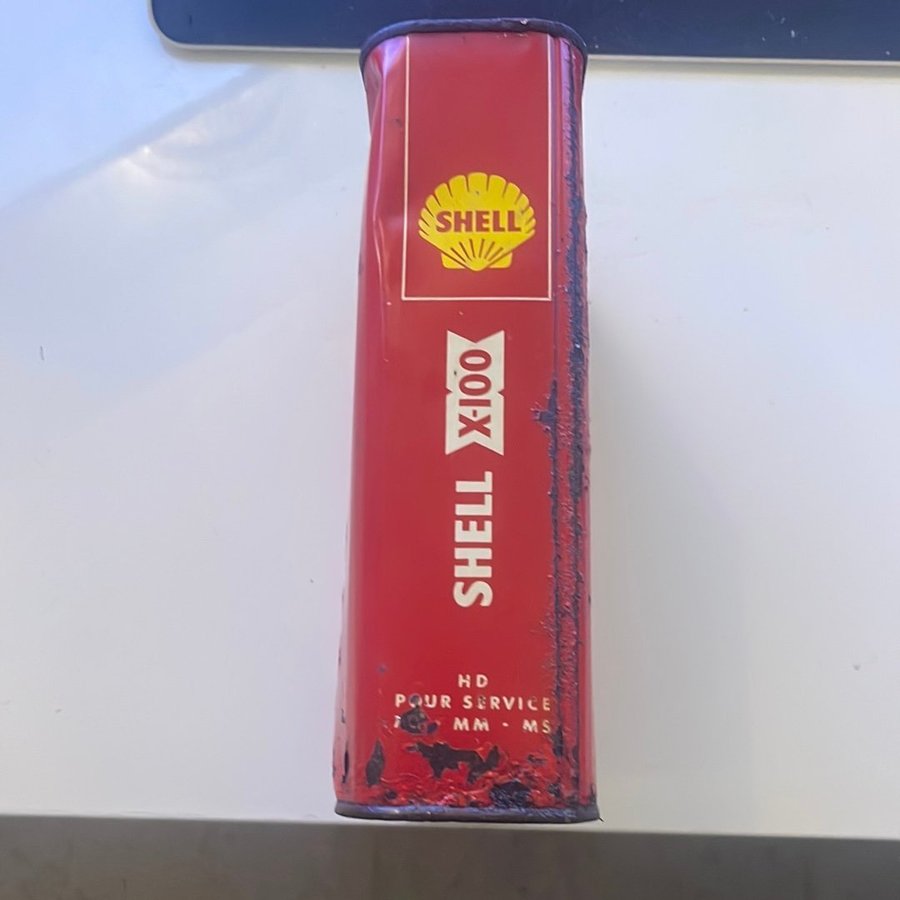 SHELL
SHELL X-100
HD
POUR SERVICE
MM - MS